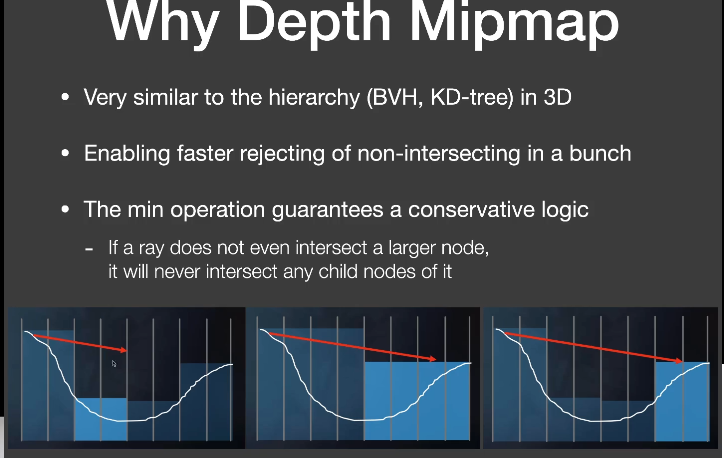 Why Depth Mipmap
• Very similar to the hierarchy (BVH, KD-tree) in 3D
• Enabling faster rejecting of non-intersecting in a bunch
• The min operation guarantees a conservative logic
- If a ray does not even intersect a larger node,
it will never intersect any child nodes of it